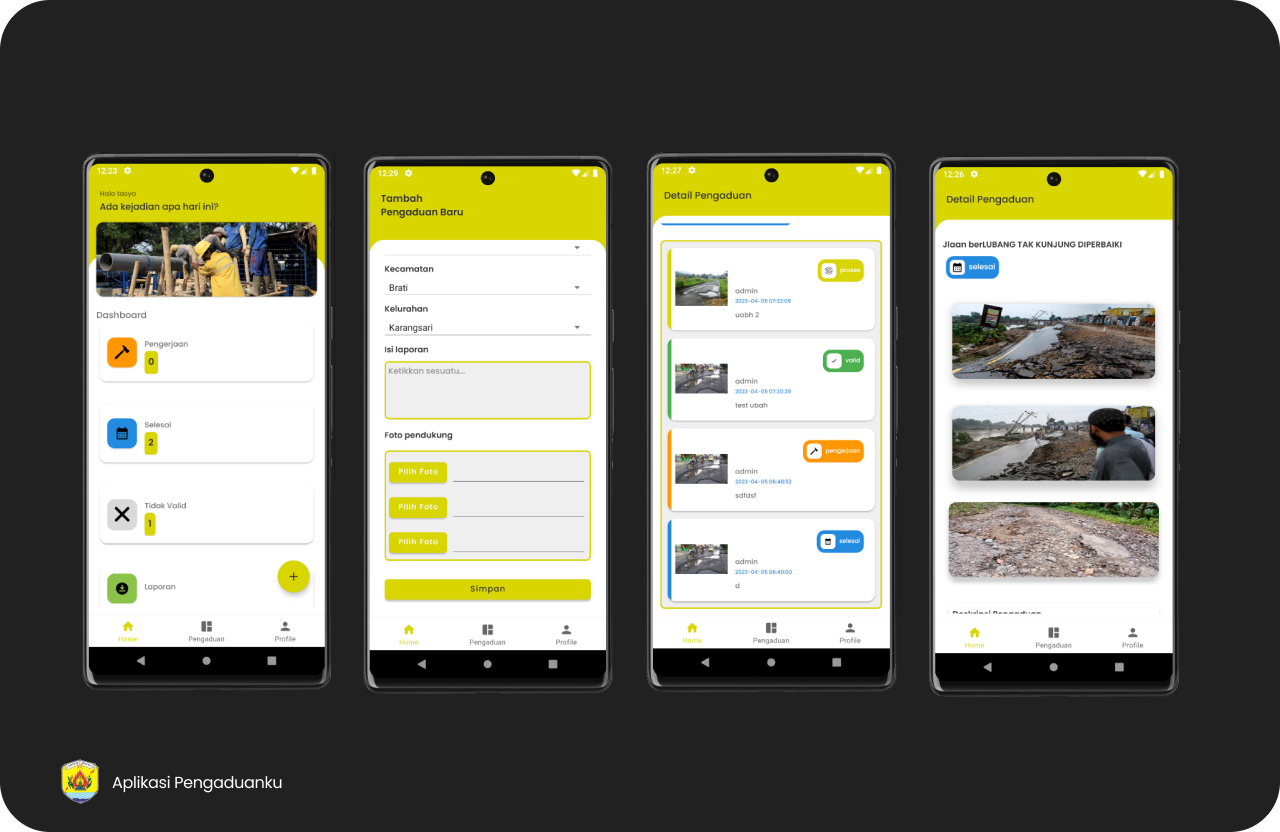 12:23
Halo tasya
Ada kejadian apa hari ini?
Dashboard
Pengerjaan
0
Selesai
2
Tidak Valid
1
Laporan
+
Home
Pengaduan
Profile
12:29
Tambah
Pengaduan Baru
Kecamatan
Brati
Kelurahan
Karangsari
Isi laporan
Ketikkan sesuatu...
Foto pendukung
Pilih Foto
Pilih Foto
Pilih Foto
Simpan
Home
Pengaduan
Profile
12:27
Detail Pengaduan
proses
admin
2023-04-05 07:32:09
uabh 2
valid
admin
2023-04-05 07:30:39
test ubah
pengerjaan
admin
2023-04-05 06:48:52
sdfdsf
selesai
admin
2023-04-05 06:49:00
d
Home
Pengaduan
Profile
12:26
Detail Pengaduan
Jlaan berLUBANG TAK KUNJUNG DIPERBAIKI
selesai
Deskripsi Pengaduan
Home
Pengaduan
Profile
Aplikasi Pengaduanku